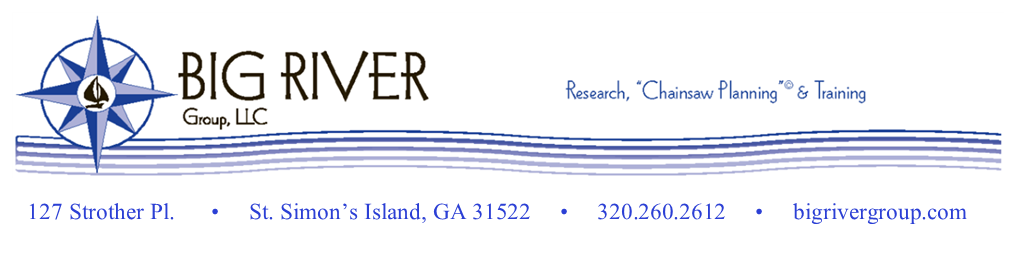 BIG RIVER
Group, LLC
Research, “Chainsaw Planning”© & Training
127 Strother Pl. • St. Simon’s Island, GA 31522 • 320.260.2612 • bigrivergroup.com